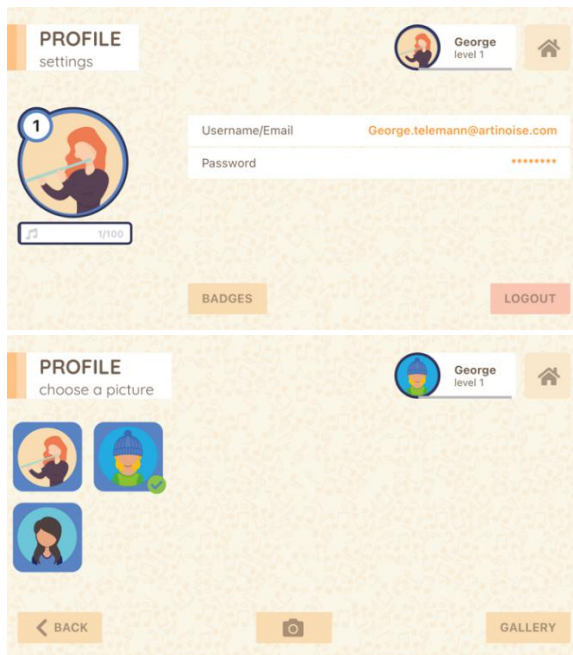 PROFILE
settings
George
level 1
1
Username/Email George.telemann@artinoise.com
Password ********
1/100
BADGES
LOGOUT
PROFILE
choose a picture
George
level 1
BACK
GALLERY